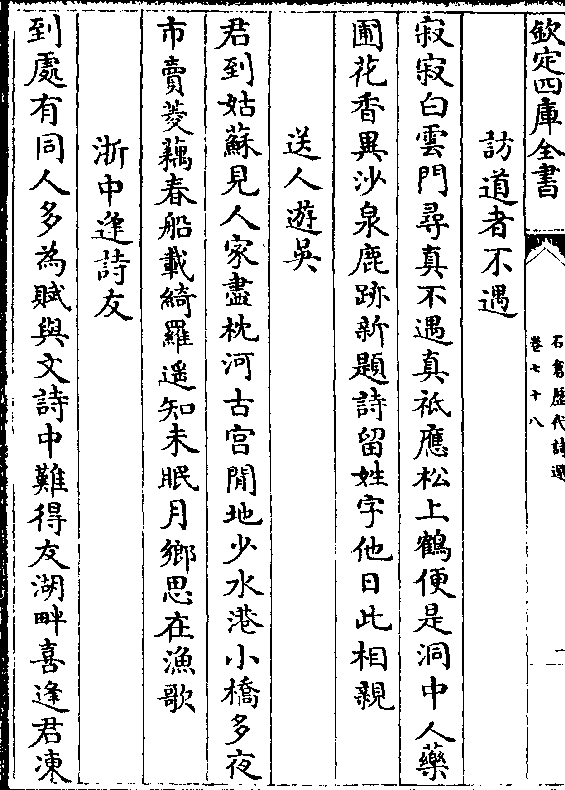 欽定四庫全書
石倉歷代詩選
卷七十八
二
訪道者不遇
寂寂白雲門尋真不遇真祗應松上鶴便是洞中人藥
圃花香異沙泉鹿跡新題詩留姓字他日此相親
送人遊吳
君到姑蘇見人家盡枕河古宫閒地少水港小橋多夜
市賣菱藕春船載綺羅遥知未眠月鄉思在漁歌
浙中逢詩友
到處有同人多為賦與文詩中難得友湖畔喜逢君凍